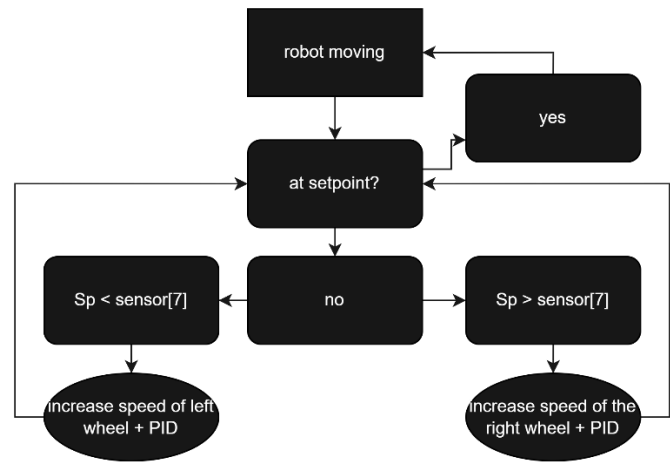 robot moving
yes
at setpoint?
Sp < sensor[7]
no
Sp > sensor[7]
increase speed of left
wheel + PID
increase speed of the
right wheel + PID